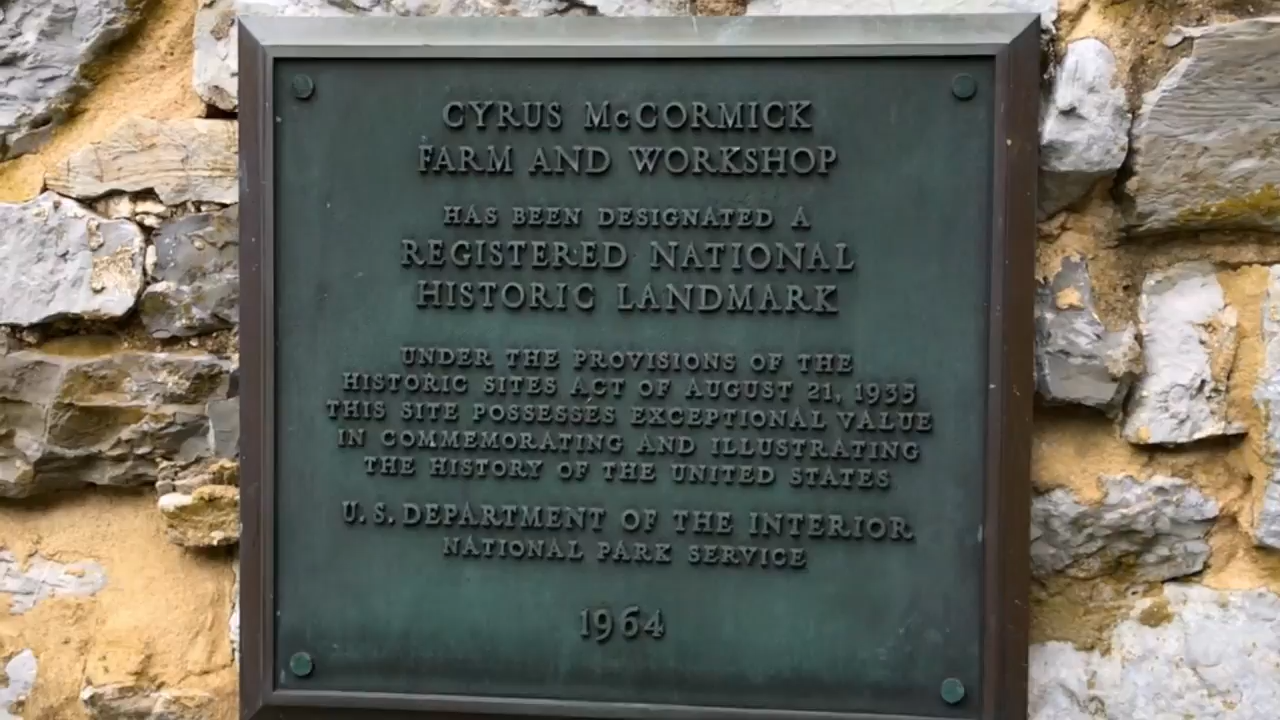 CYRUS McCORMICK
FARM AND WORKSHOP
HAS BEEN DESIGNATED A
REGISTERED NATIONAL
HISTORIC LANDMARK
UNDER THE PROVISIONS OF THE
HISTORIC SITES ACT OF AUGUST 21, 1935
THIS SITE POSSESSES EXCEPTIONAL VALUE
IN COMMEMORATING AND ILLUSTRATING
THE HISTORY OF THE UNITED STATES
U. S. DEPARTMENT OF THE INTERIOR
NATIONAL PARK SERVICE
1964